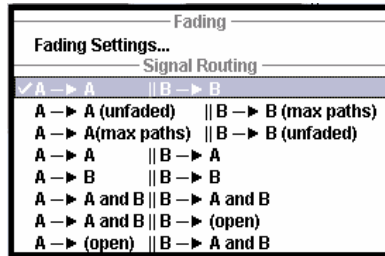 Fading
Fading Settings...
Signal Routing
✓A —► A || B —► B
A —► A (unfaded) || B —► B (max paths)
A —► A(max paths) || B —► B (unfaded)
A —► A || B —► A
A —► B || B —► B
A —► A and B || B —► A and B
A —► A and B || B —► (open)
A —► (open) || B —► A and B